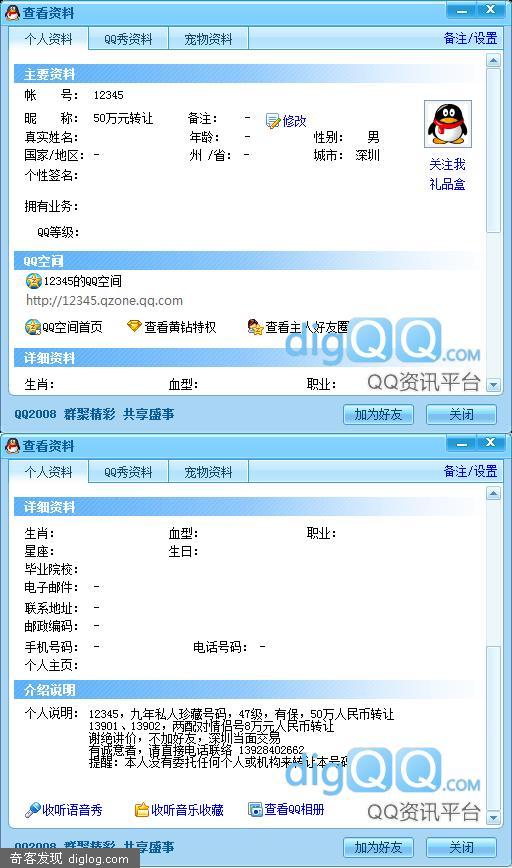 查看资料
个人资料 QQ秀资料 宠物资料 备注/设置
主要资料
帐 号： 12345
昵 称： 50万元转让 备注： - 修改
真实姓名： 年龄： - 性别： 男
国家/地区：- 州 /省： - 城市： 深圳
个性签名：
关注我
礼品盒
拥有业务：
QQ等级：
QQ空间
12345的QQ空间
http://12345.qzone.qq.com
QQ空间首页 查看黄钻特权 查看主人好友圈
digQQ.COM
QQ资讯平台
详细资料
生肖： 血型： 职业：
QQ2008 群聚精彩 共享盛事 加为好友 关闭
查看资料
个人资料 QQ秀资料 宠物资料 备注/设置
详细资料
生肖： 血型： 职业：
星座： 生日：
毕业院校：
电子邮件： -
联系地址： -
邮政编码： -
手机号码： - 电话号码： -
个人主页：
介绍说明
个人说明： 12345，九年私人珍藏号码，47级，有保，50万人民币转让
13901、13902，两配对情侣号8万元人民币转让
谢绝讲价，不加好友，深圳当面交易
有诚意者，请直接电话联络 13928402662
提醒：本人没有委托任何个人或机构来转让本号码
digQQ.COM
QQ资讯平台
收听语音秀 收听音乐收藏 查看QQ相册
QQ2008 群聚精彩 共享盛事 加为好友 关闭
奇客发现 diglog.com